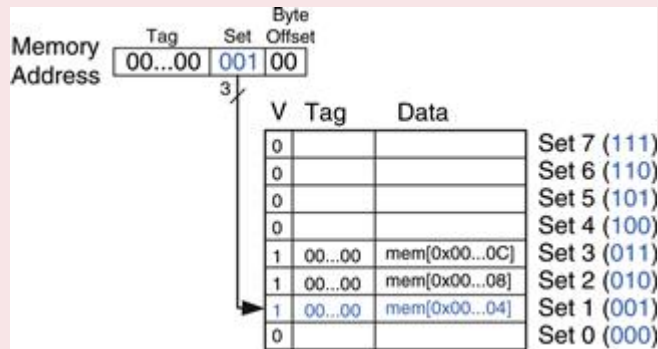 Byte
Tag Set Offset
Memory
Address
00...00 001 00
3
V Tag Data
0 Set 7 (111)
0 Set 6 (110)
0 Set 5 (101)
0 Set 4 (100)
1 00...00 mem[0x00...0C] Set 3 (011)
1 00...00 mem[0x00...08] Set 2 (010)
1 00...00 mem[0x00...04] Set 1 (001)
0 Set 0 (000)